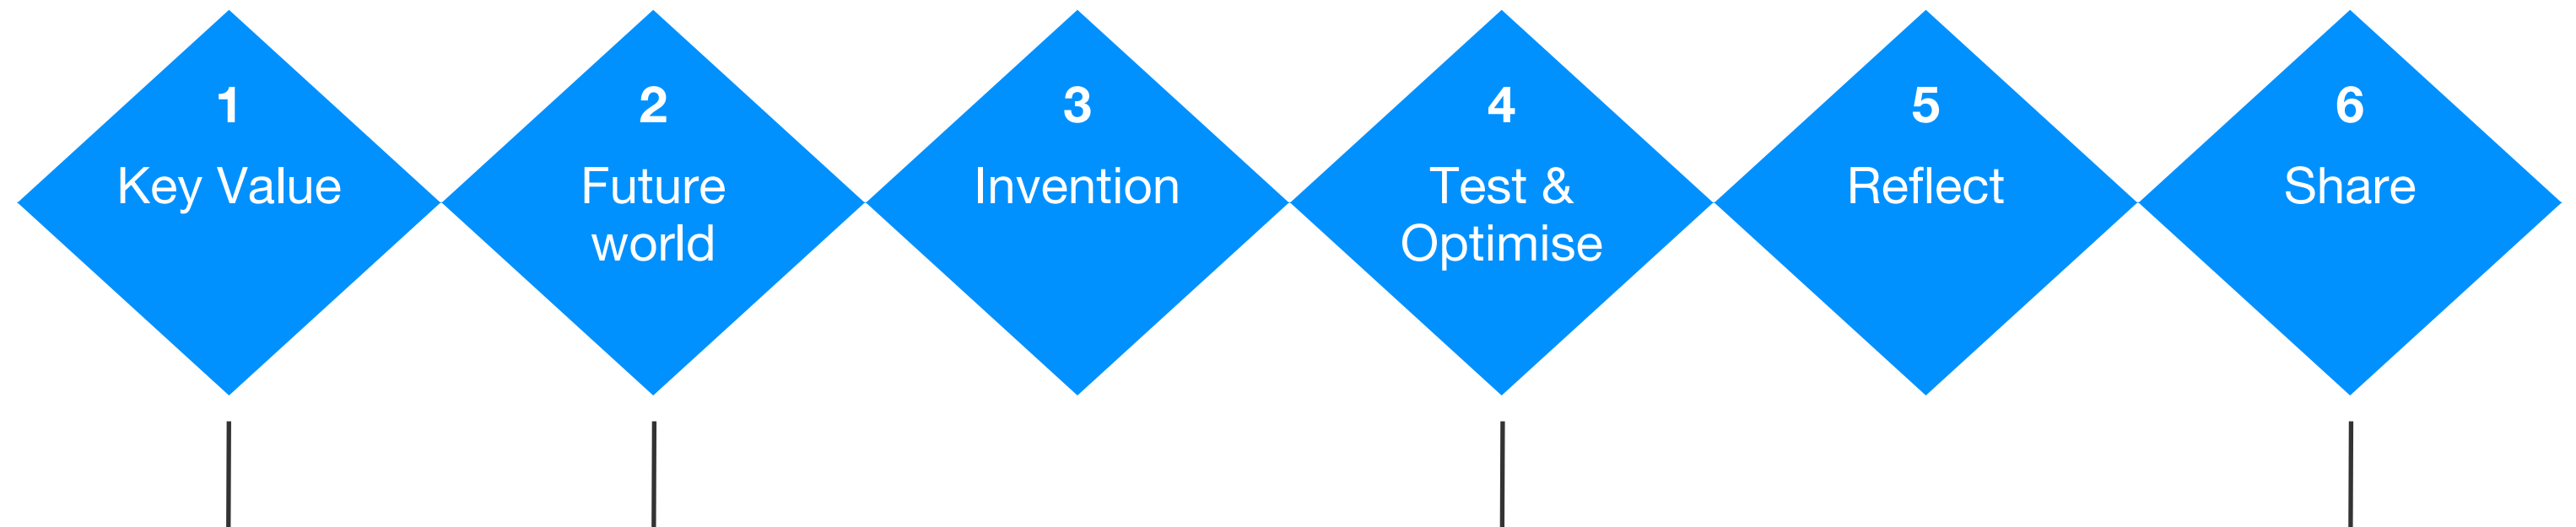 1
Key Value
2
Future
world
3
Invention
4
Test &
Optimise
5
Reflect
6
Share